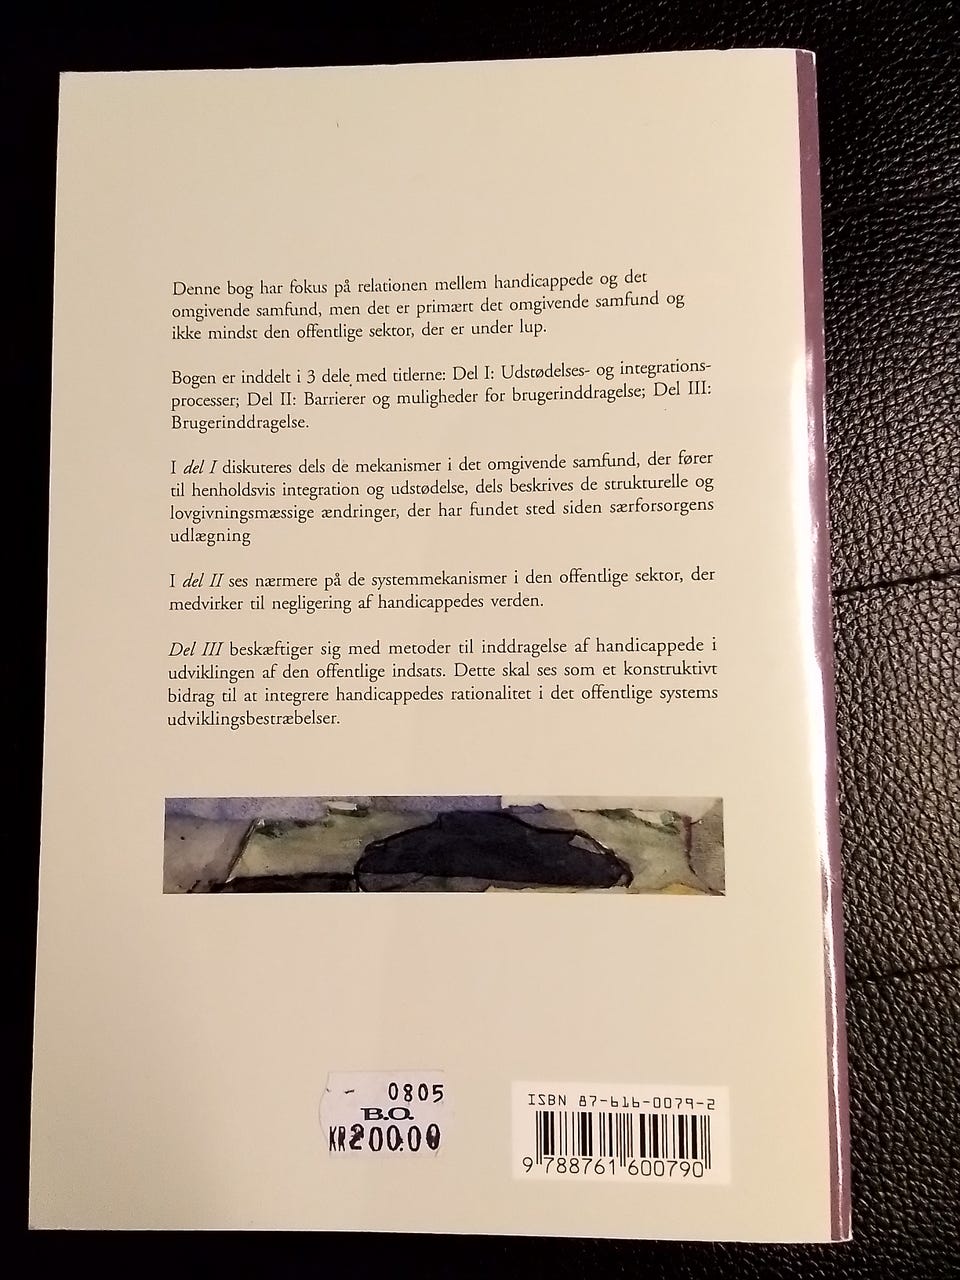 Denne bog har fokus på relationen mellem handicappede og det
omgivende samfund, men det er primært det omgivende samfund og
ikke mindst den offentlige sektor, der er under lup.
Bogen er inddelt i 3 dele med titlerne: Del I: Udstødelses- og integrations-
processer; Del II: Barrierer og muligheder for brugerinddragelse; Del III:
Brugerinddragelse.
I del I diskuteres dels de mekanismer i det omgivende samfund, der fører
til henholdsvis integration og udstødelse, dels beskrives de strukturelle og
lovgivningsmæssige ændringer, der har fundet sted siden særforsorgens
udlægning
I del II ses nærmere på de systemmekanismer i den offentlige sektor, der
medvirker til negligering af handicappedes verden.
Del III beskæftiger sig med metoder til inddragelse af handicappede i
udviklingen af den offentlige indsats. Dette skal ses som et konstruktivt
bidrag til at integrere handicappedes rationalitet i det offentlige systems
udviklingsbestræbelser.
- 0805
B.O.
KR200.00
ISBN 87-616-0079-2
9 788761 600790